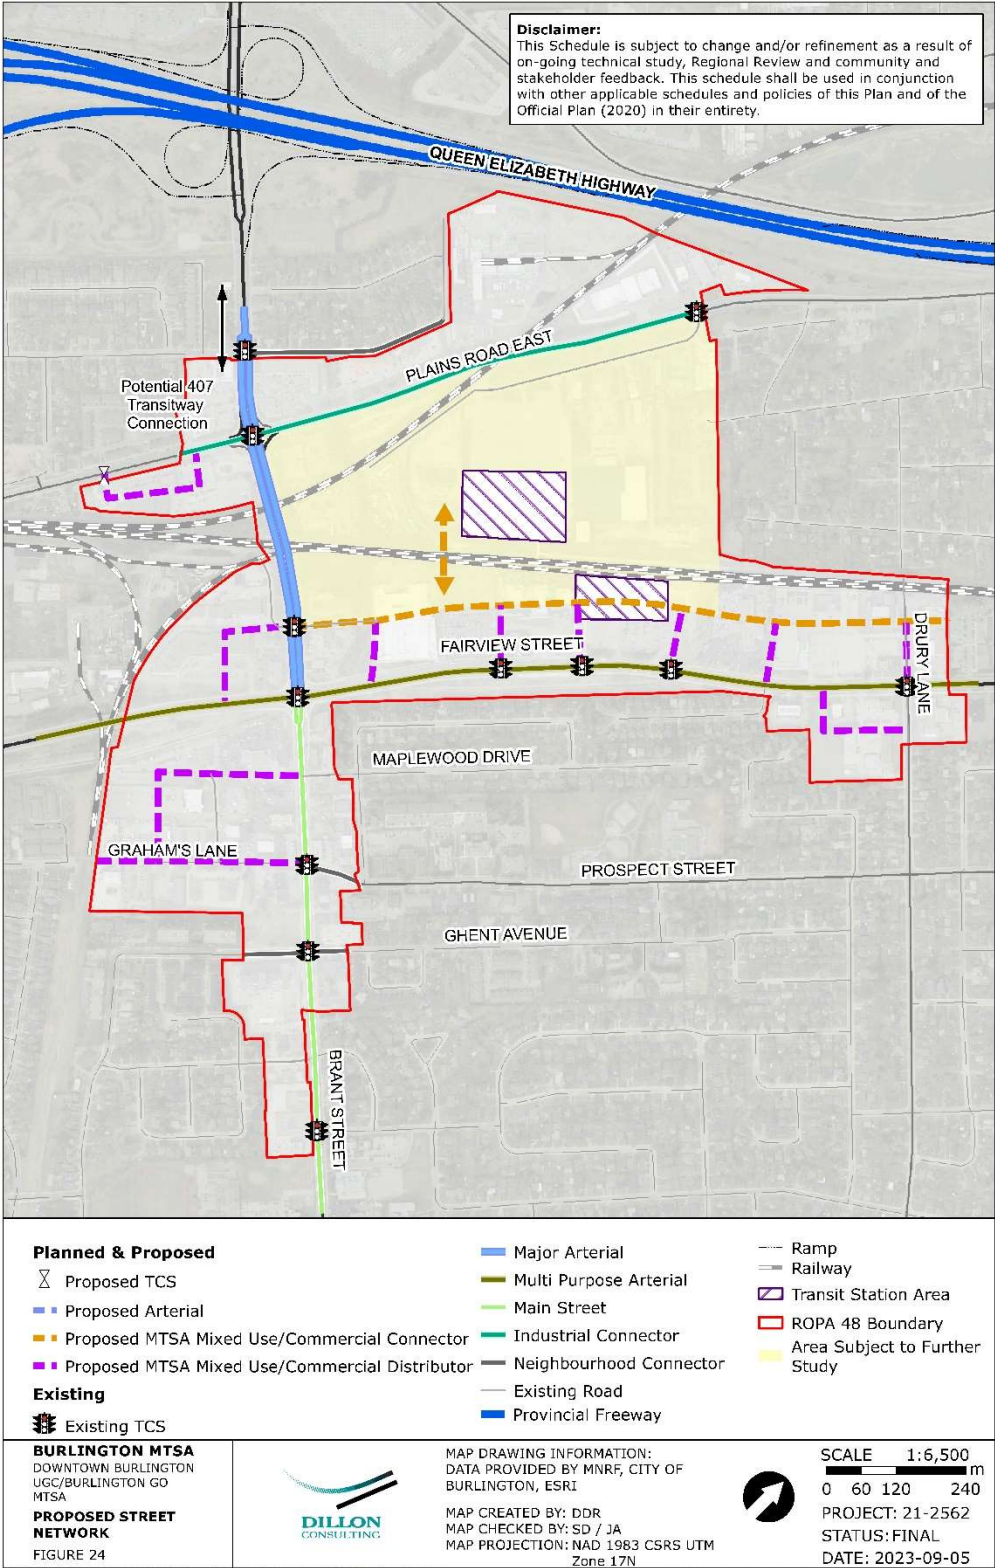 Disclaimer:
This Schedule is subject to change and/or refinement as a result of
on-going technical study, Regional Review and community and
stakeholder feedback. This schedule shall be used in conjunction
with other applicable schedules and policies of this Plan and of the
Official Plan (2020) in their entirety.
QUEEN ELIZABETH HIGHWAY
PLAINS ROAD EAST
Potential 407
Transitway
Connection
FAIRVIEW STREET
DRURY LANE
MAPLEWOOD DRIVE
GRAHAM'S LANE
PROSPECT STREET
GHENT AVENUE
BRANT STREET
Planned & Proposed
Proposed TCS
Proposed Arterial
Proposed MTSA Mixed Use/Commercial Connector
Proposed MTSA Mixed Use/Commercial Distributor
Existing
Existing TCS
Major Arterial
Multi Purpose Arterial
Main Street
Industrial Connector
Neighbourhood Connector
Existing Road
Provincial Freeway
Ramp
Railway
Transit Station Area
ROPA 48 Boundary
Area Subject to Further
Study
BURLINGTON MTSA
DOWNTOWN BURLINGTON
UGC/BURLINGTON GO
MTSA
PROPOSED STREET
NETWORK
FIGURE 24
DILLON
CONSULTING
MAP DRAWING INFORMATION:
DATA PROVIDED BY MNRF, CITY OF
BURLINGTON, ESRI
MAP CREATED BY: DDR
MAP CHECKED BY: SD / JA
MAP PROJECTION: NAD 1983 CSRS UTM
Zone 17N
SCALE 1:6,500
m
0 60 120 240
PROJECT: 21-2562
STATUS: FINAL
DATE: 2023-09-05